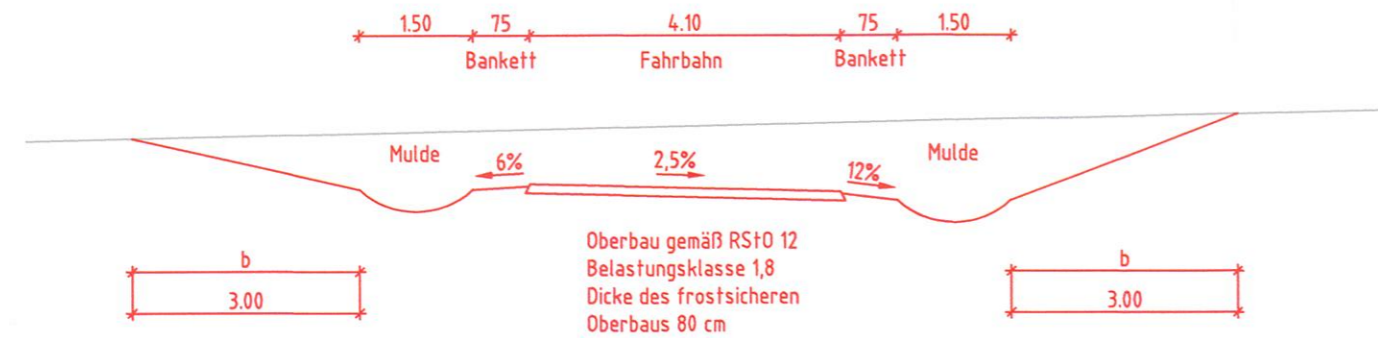 1.50 75 4.10 75 1.50
Bankett Fahrbahn Bankett
Mulde Mulde
6% 2,5% 12%
Oberbau gemäß RStO 12
Belastungsklasse 1,8
Dicke des frostsicheren
Oberbaus 80 cm
b b
3.00 3.00